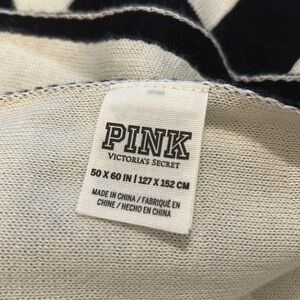 PINK
VICTORIA'S SECRET
50 X 60 IN | 127 X 152 CM
MADE IN CHINA / FABRIQUÉ EN
CHINE / HECHO EN CHINA